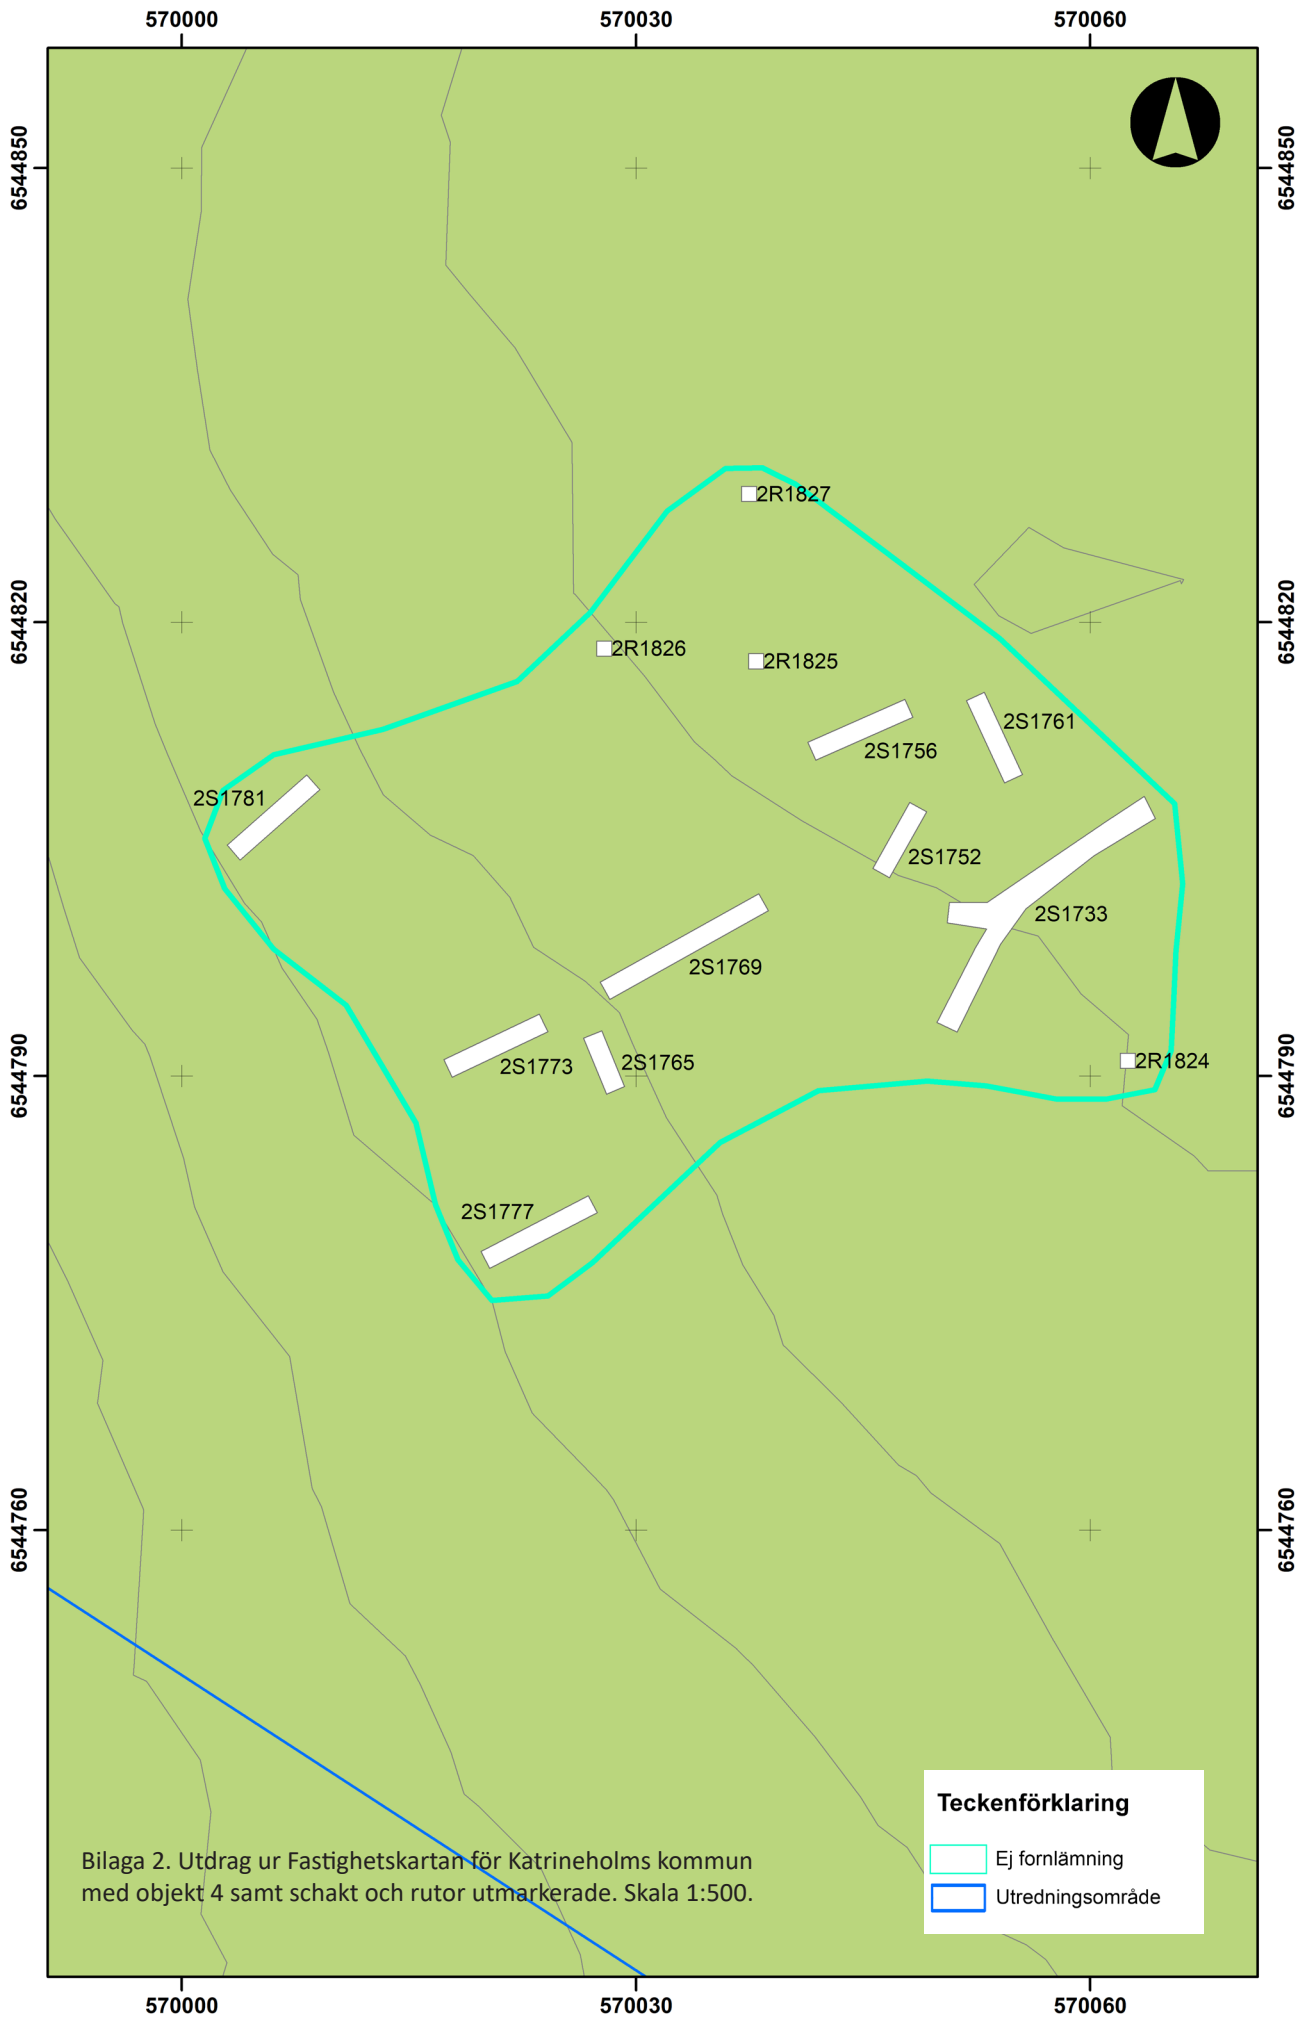 570000
570030
570060
6544850
6544850
2R1827
6544820
6544820
2R1826
2R1825
2S1761
2S1756
2S1781
2S1752
2S1733
2S1769
2S1765
2S1773
2R1824
6544790
6544790
2S1777
6544760
6544760
Teckenförklaring
Ej fornlämning
Utredningsområde
Bilaga 2. Utdrag ur Fastighetskartan för Katrineholms kommun
med objekt 4 samt schakt och rutor utmarkerade. Skala 1:500.
570000
570030
570060